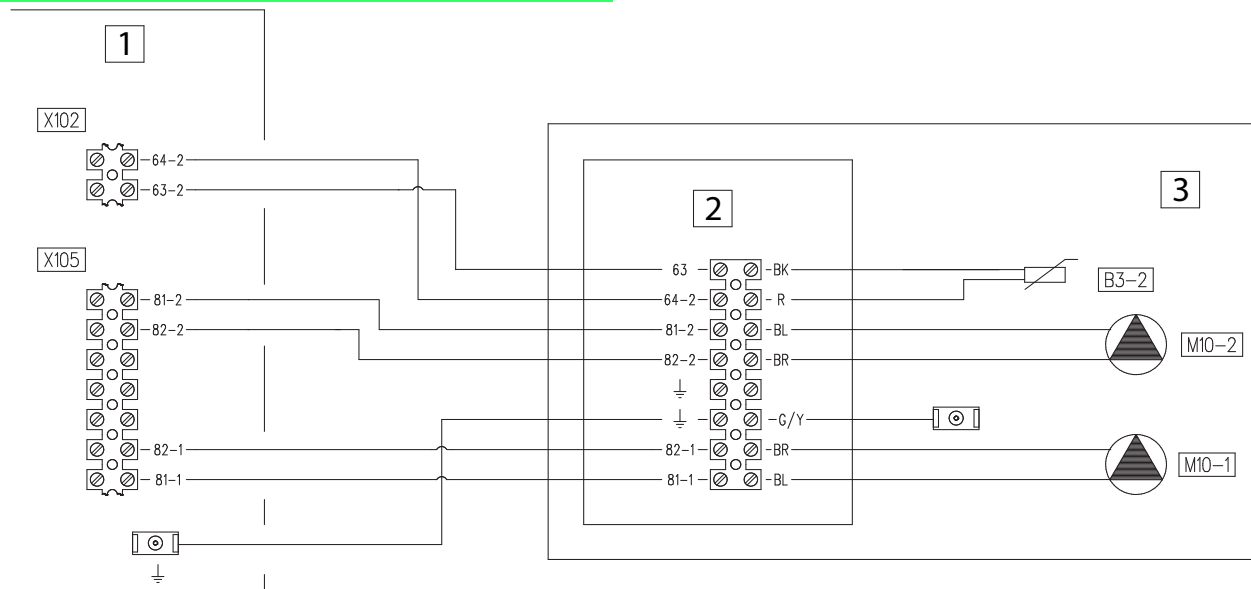 1
X102
64-2
63-2
2
3
X105
63 BK
B3-2
81-2 64-2 R
82-2 81-2 BL
M10-2
82-2 BR
G/Y
82-1 82-1 BR
M10-1
81-1 81-1 BL